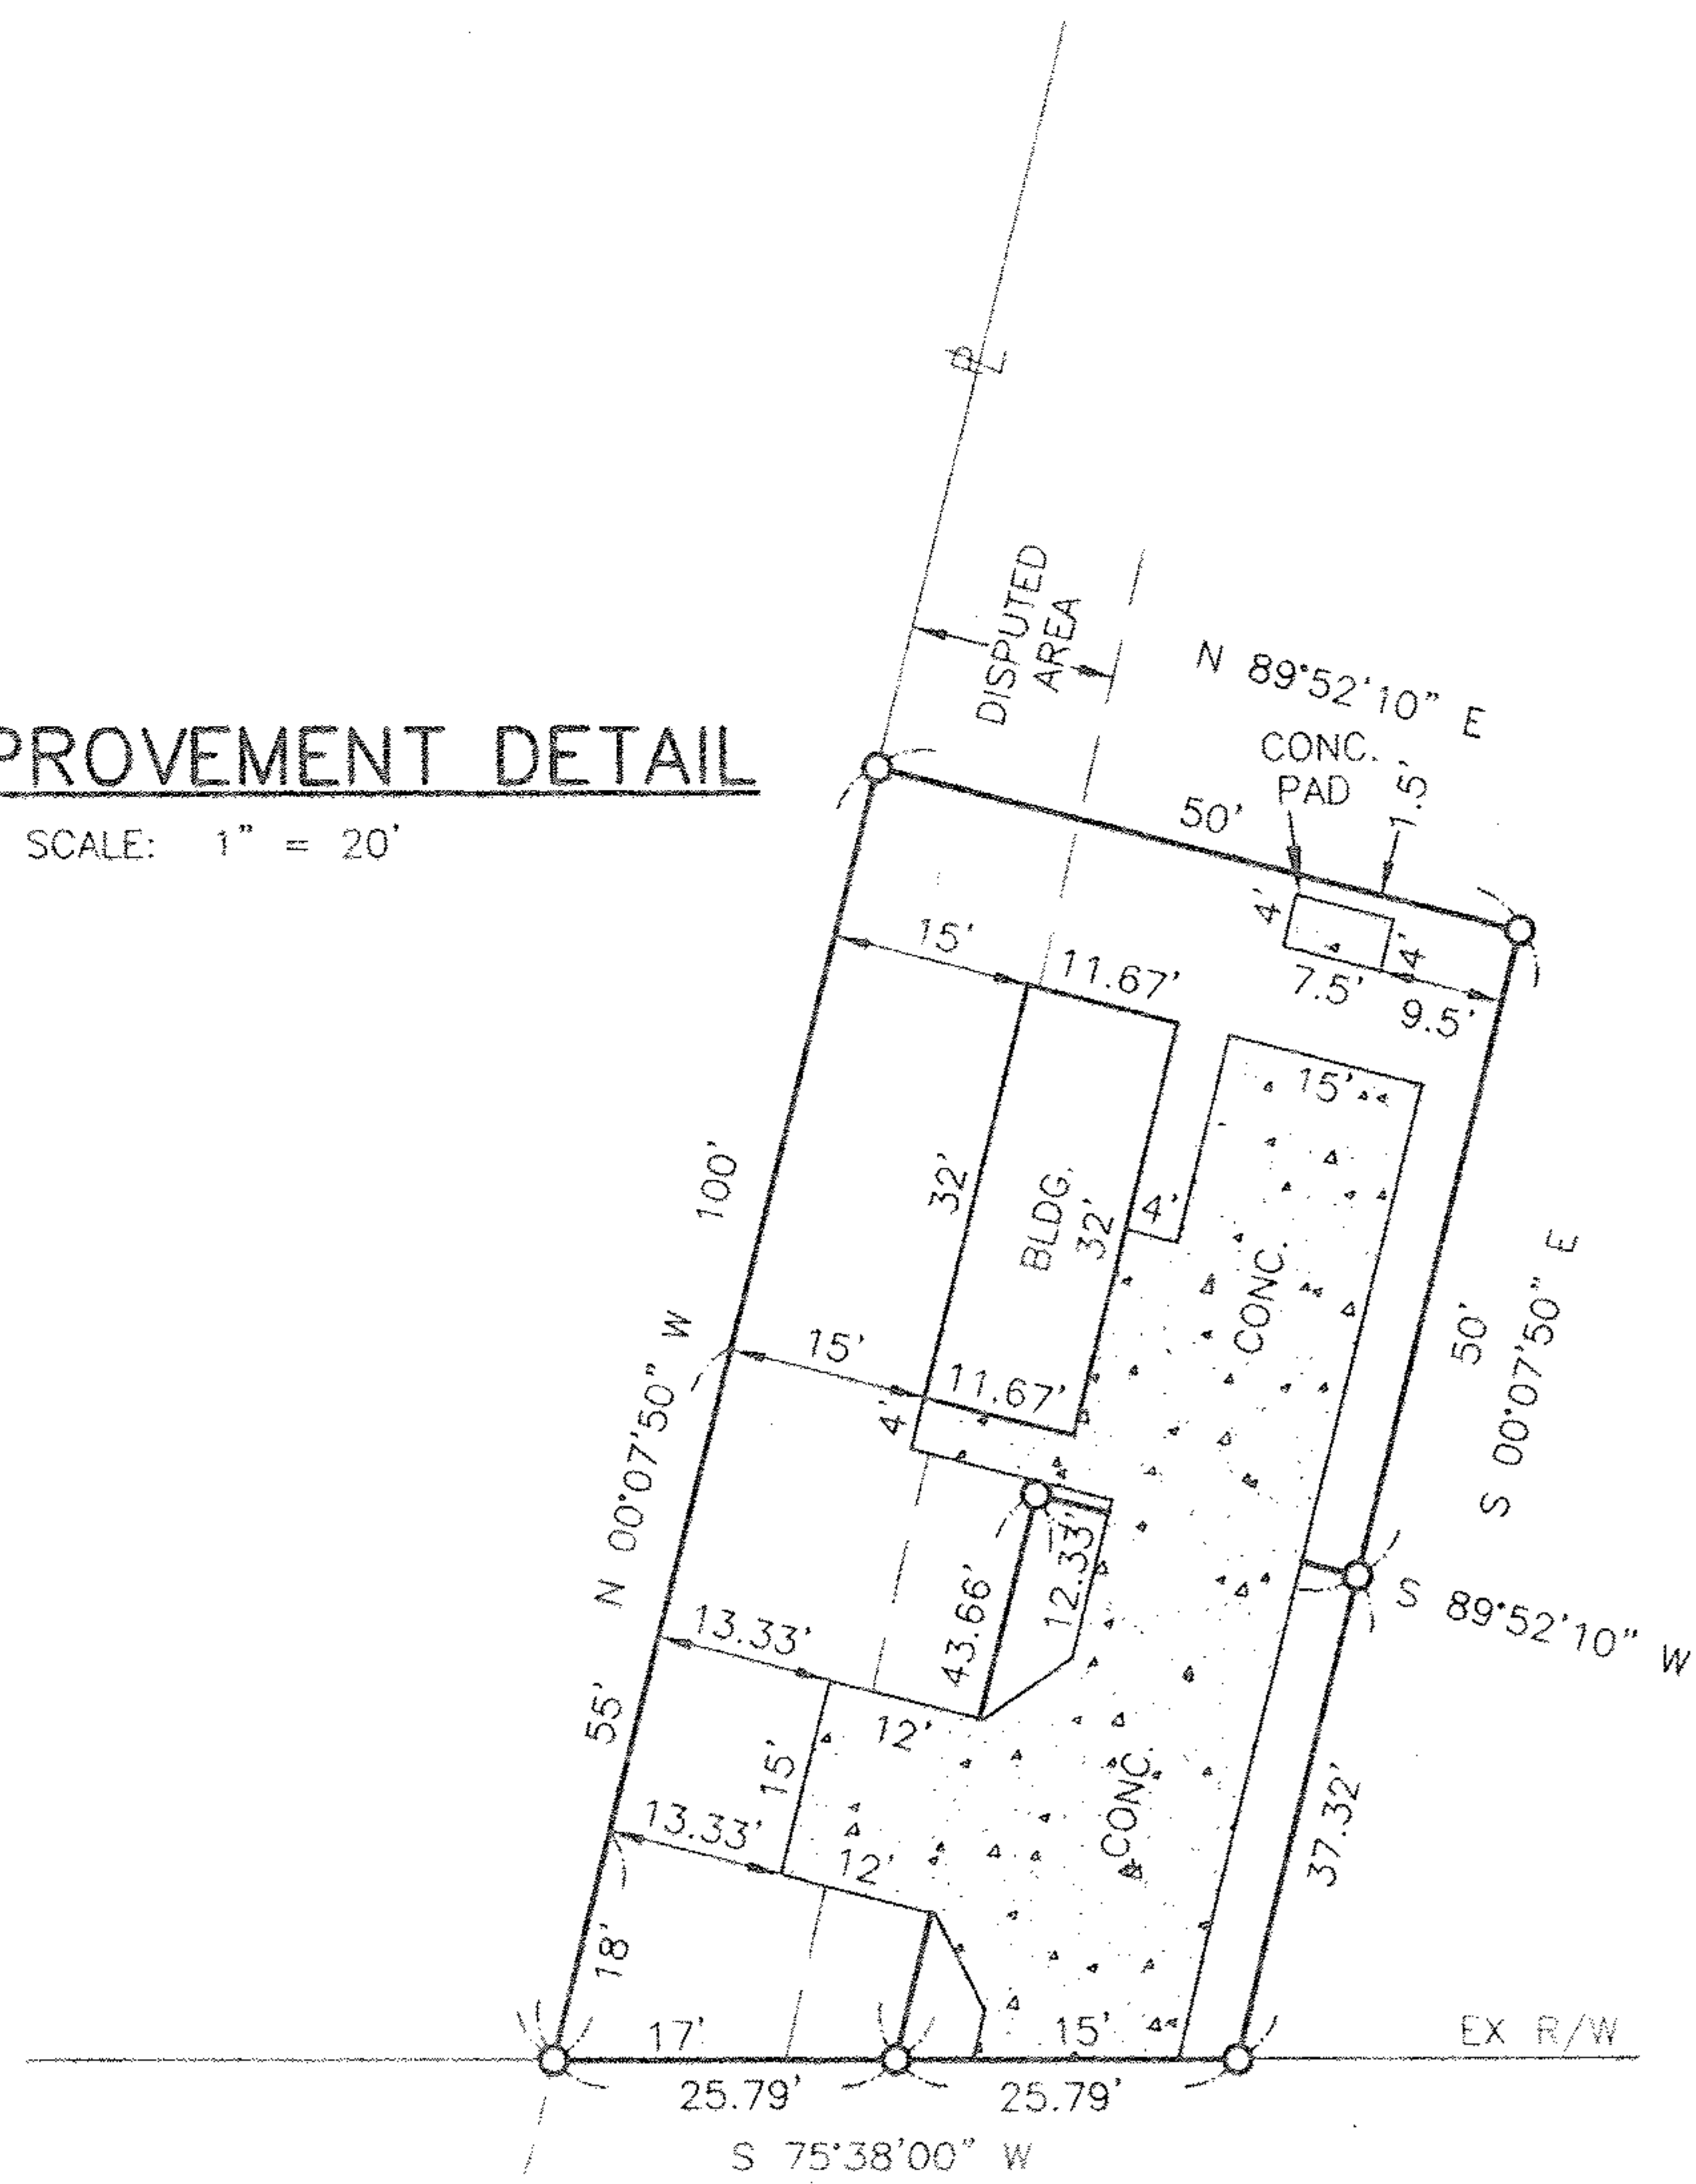 PL
DISPUTED
AREA
N 89°52'10" E
PROVEMENT DETAIL
SCALE: 1" = 20'
CONC.
PAD
1.5'
50'
4'
4'
7.5'
9.5'
15'
11.67'
15'
100'
32'
BLDG.
32'
4'
CONC.
50'
S 00°07'50" E
15'
11.67'
4'
N 00°07'50" W
12.33'
43.66'
S 89°52'10" W
13.33'
12'
55'
15'
CONC.
37.32'
13.33'
12'
18'
17'
15'
EX R/W
25.79'
25.79'
S 75°38'00" W